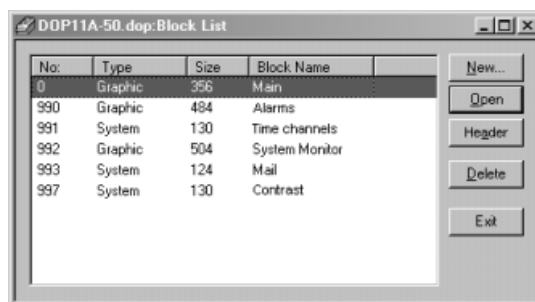 DOP11A-50.dop:Block List
No: Type Size Block Name
0 Graphic 356 Main
990 Graphic 484 Alarms
991 System 130 Time channels
992 Graphic 504 System Monitor
993 System 124 Mail
997 System 130 Contrast
New...
Open
Header
Delete
Exit